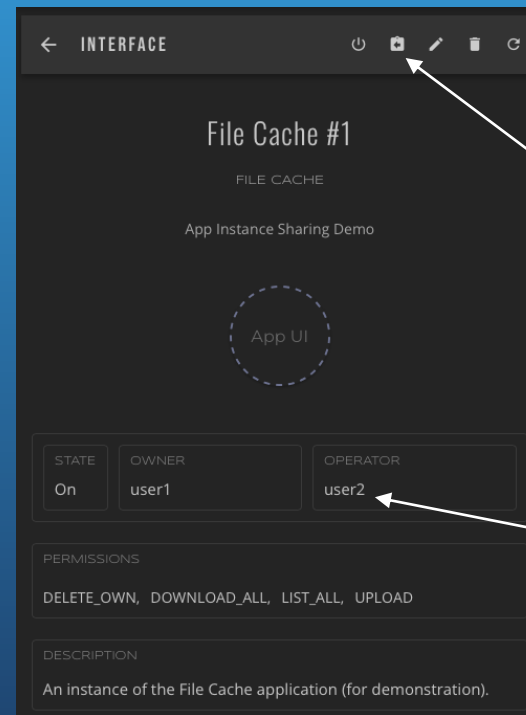 INTERFACE
File Cache #1
FILE CACHE
App Instance Sharing Demo
App UI
STATE
On
OWNER
user1
OPERATOR
user2
PERMISSIONS
DELETE_OWN, DOWNLOAD_ALL, LIST_ALL, UPLOAD
DESCRIPTION
An instance of the File Cache application (for demonstration).